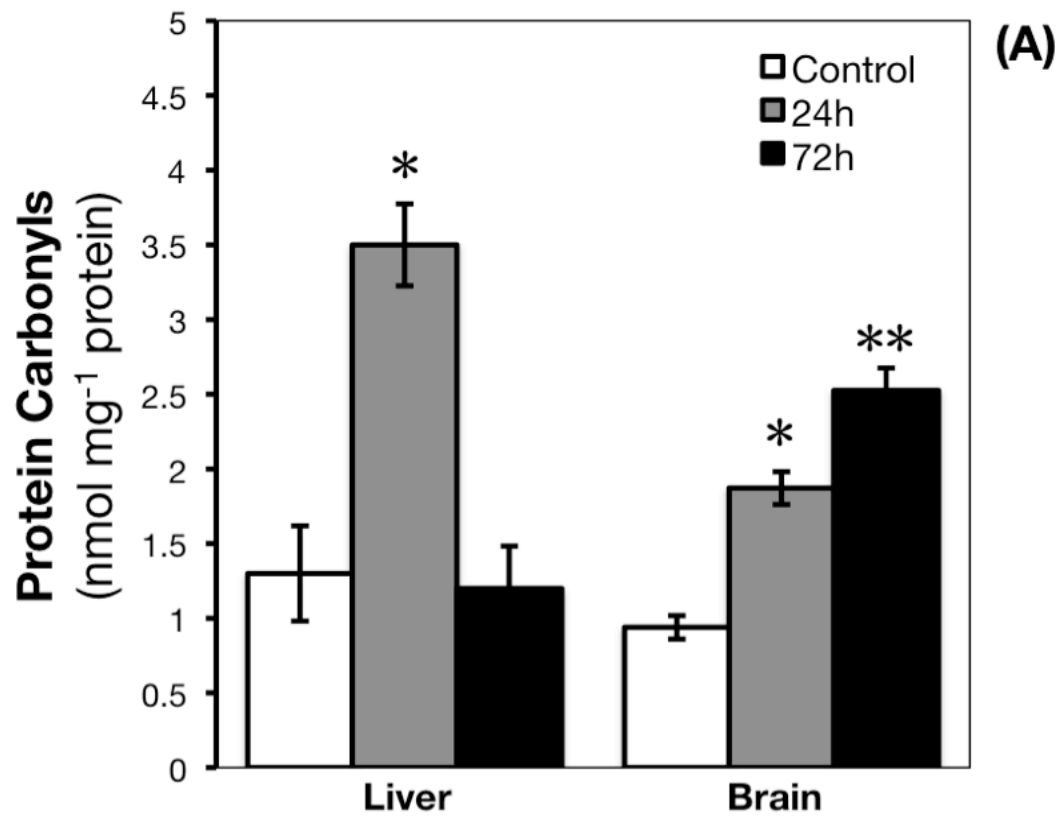 (A)
Control
24h
72h
Protein Carbonyls
(nmol mg⁻¹ protein)
5
4.5
4
3.5
3
2.5
2
1.5
1
0.5
0
*
*
**
Liver
Brain